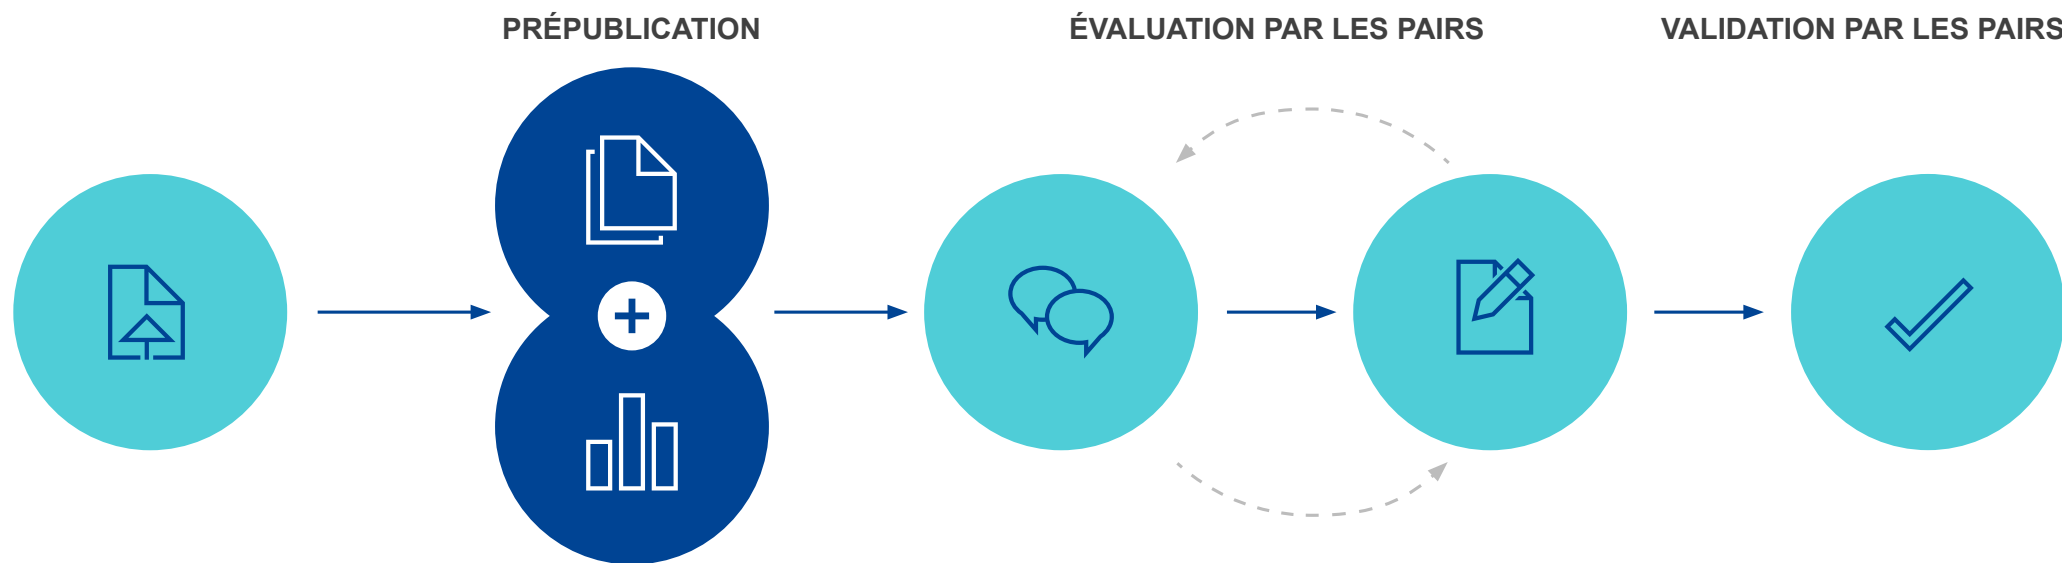 PRÉPUBLICATION
ÉVALUATION PAR LES PAIRS
VALIDATION PAR LES PAIRS